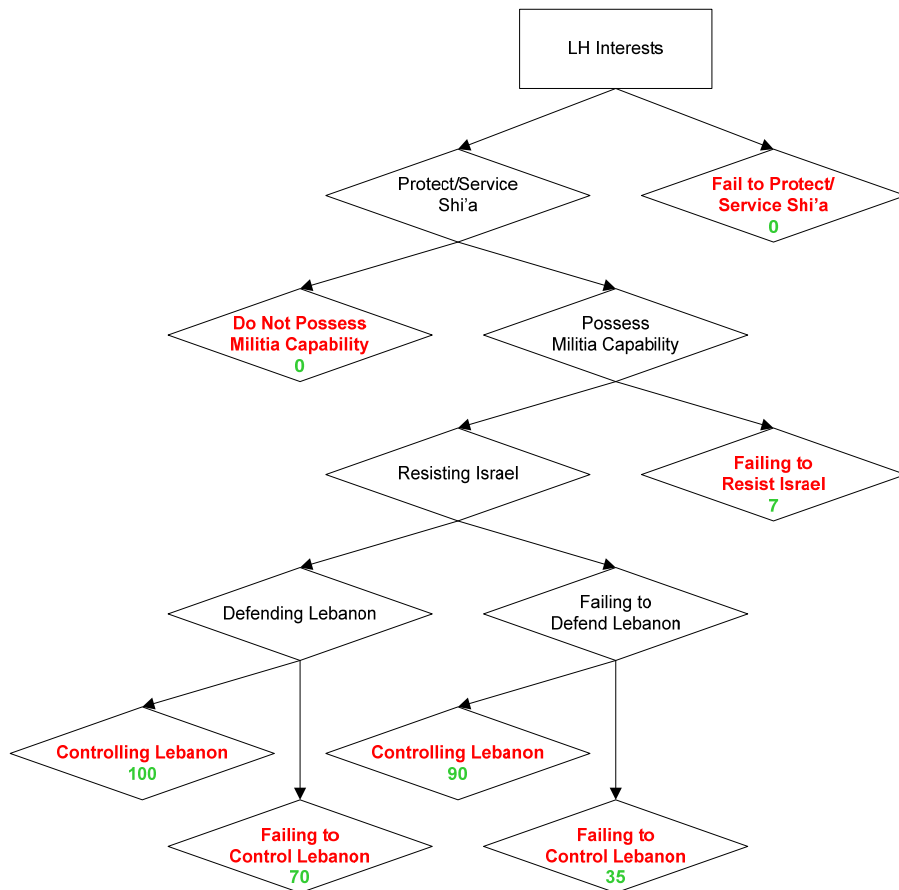 LH Interests
Protect/Service
Shi'a
Fail to Protect/
Service Shi'a
0
Do Not Possess
Militia Capability
0
Possess
Militia Capability
Resisting Israel
Failing to
Resist Israel
7
Defending Lebanon
Failing to
Defend Lebanon
Controlling Lebanon
100
Controlling Lebanon
90
Failing to
Control Lebanon
70
Failing to
Control Lebanon
35